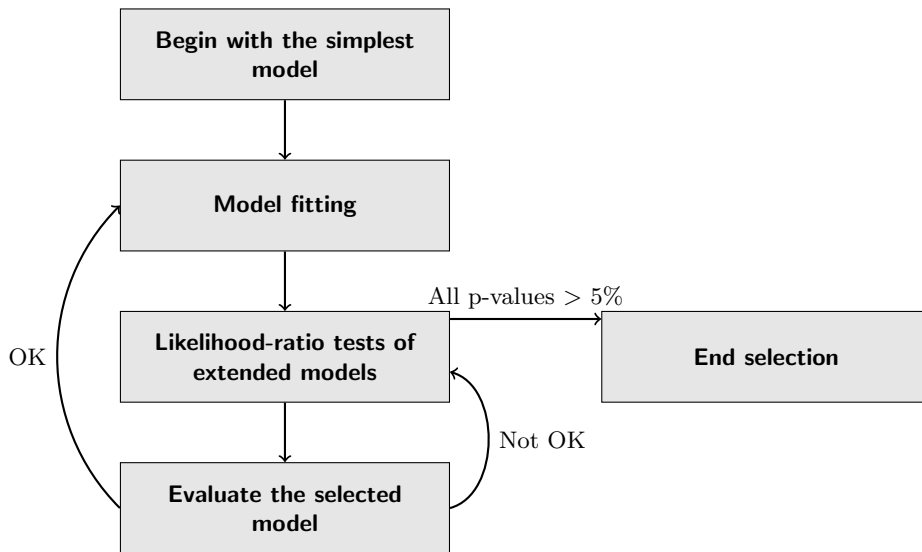 Begin with the simplest
model
Model fitting
All p-values > 5%
Likelihood-ratio tests of
extended models
End selection
OK
Not OK
Evaluate the selected
model